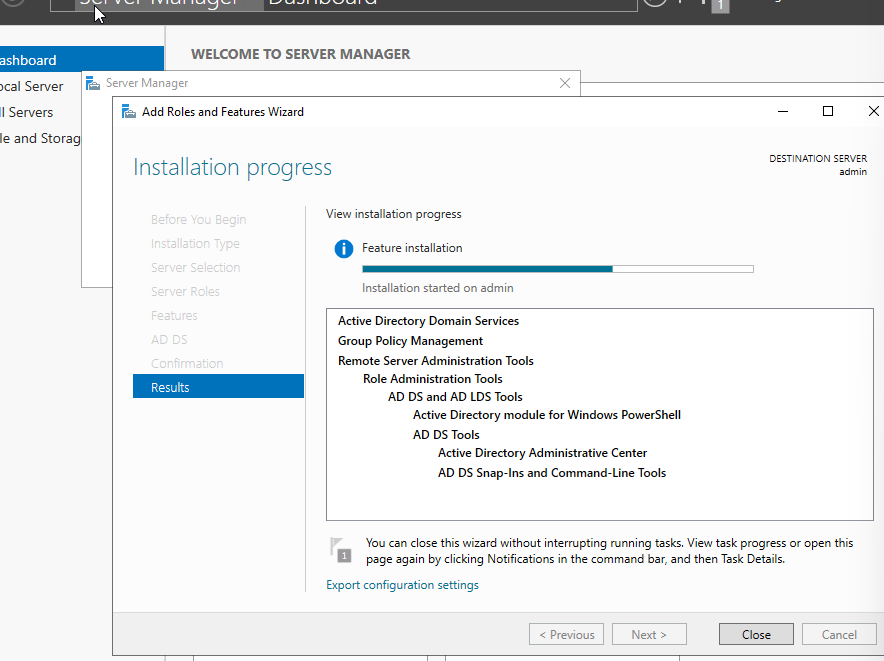 Server Manager
Dashboard
1
ashboard
WELCOME TO SERVER MANAGER
ocal Server
ll Servers
le and Storag
Server Manager
Add Roles and Features Wizard
Installation progress
DESTINATION SERVER
admin
Before You Begin
Installation Type
Server Selection
Server Roles
Features
AD DS
Confirmation
Results
View installation progress
Feature installation
Installation started on admin
Active Directory Domain Services
Group Policy Management
Remote Server Administration Tools
Role Administration Tools
AD DS and AD LDS Tools
Active Directory module for Windows PowerShell
AD DS Tools
Active Directory Administrative Center
AD DS Snap-Ins and Command-Line Tools
1
You can close this wizard without interrupting running tasks. View task progress or open this
page again by clicking Notifications in the command bar, and then Task Details.
Export configuration settings
< Previous
Next >
Close
Cancel